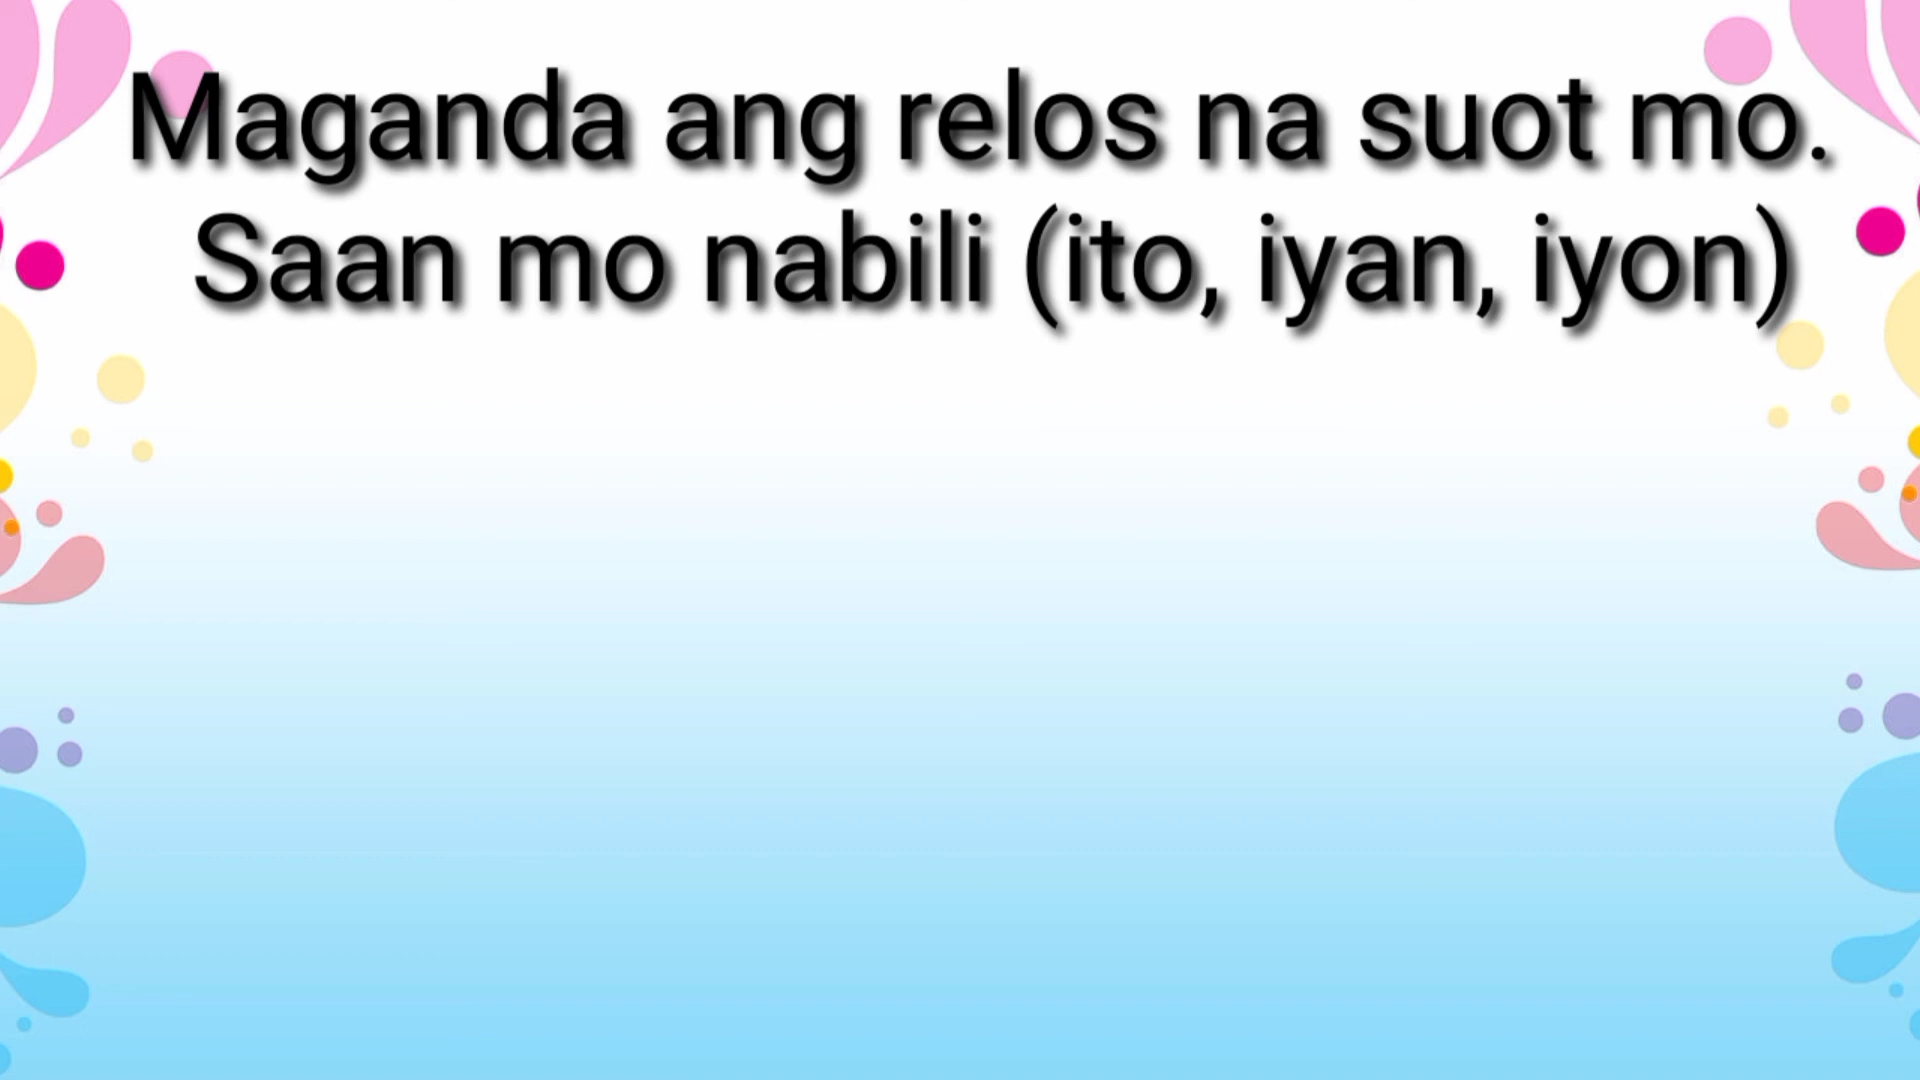 Maganda ang relos na suot mo.
Saan mo nabili (ito, iyan, iyon)